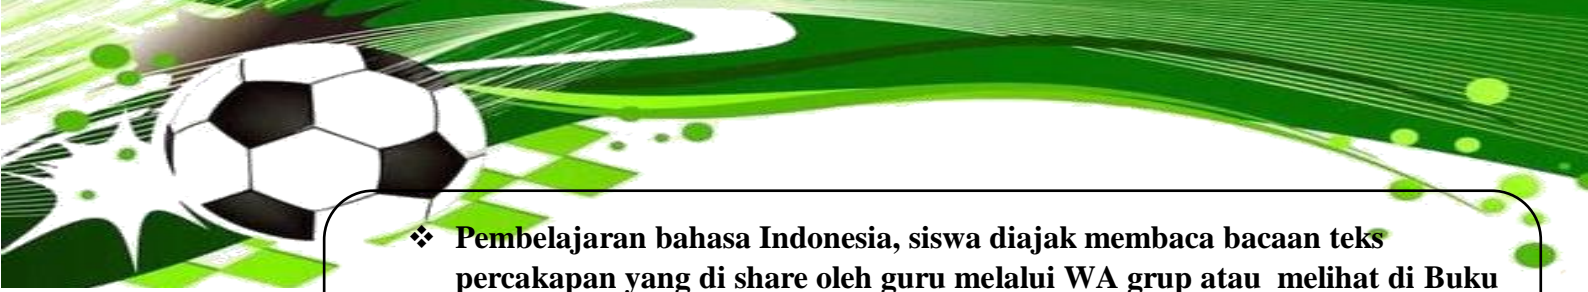 ❖ Pembelajaran bahasa Indonesia, siswa diajak membaca bacaan teks
percakapan yang di share oleh guru melalui WA grup atau melihat di Buku